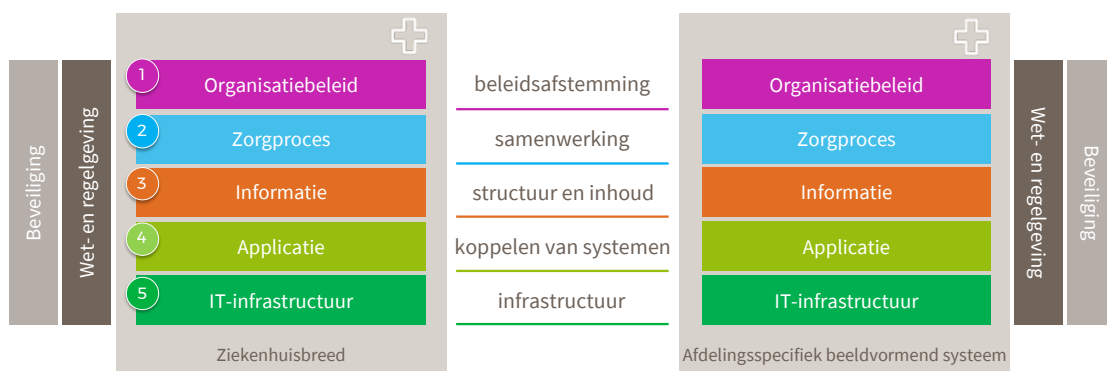 Beveiliging
Wet- en regelgeving
1
Organisatiebeleid
beleidsafstemming
Organisatiebeleid
2
Zorgproces
samenwerking
Zorgproces
3
Informatie
structuur en inhoud
Informatie
4
Applicatie
koppelen van systemen
Applicatie
5
IT-infrastructuur
infrastructuur
IT-infrastructuur
Ziekenhuisbreed
Afdelingsspecifiek beeldvormend systeem
Wet- en regelgeving
Beveiliging